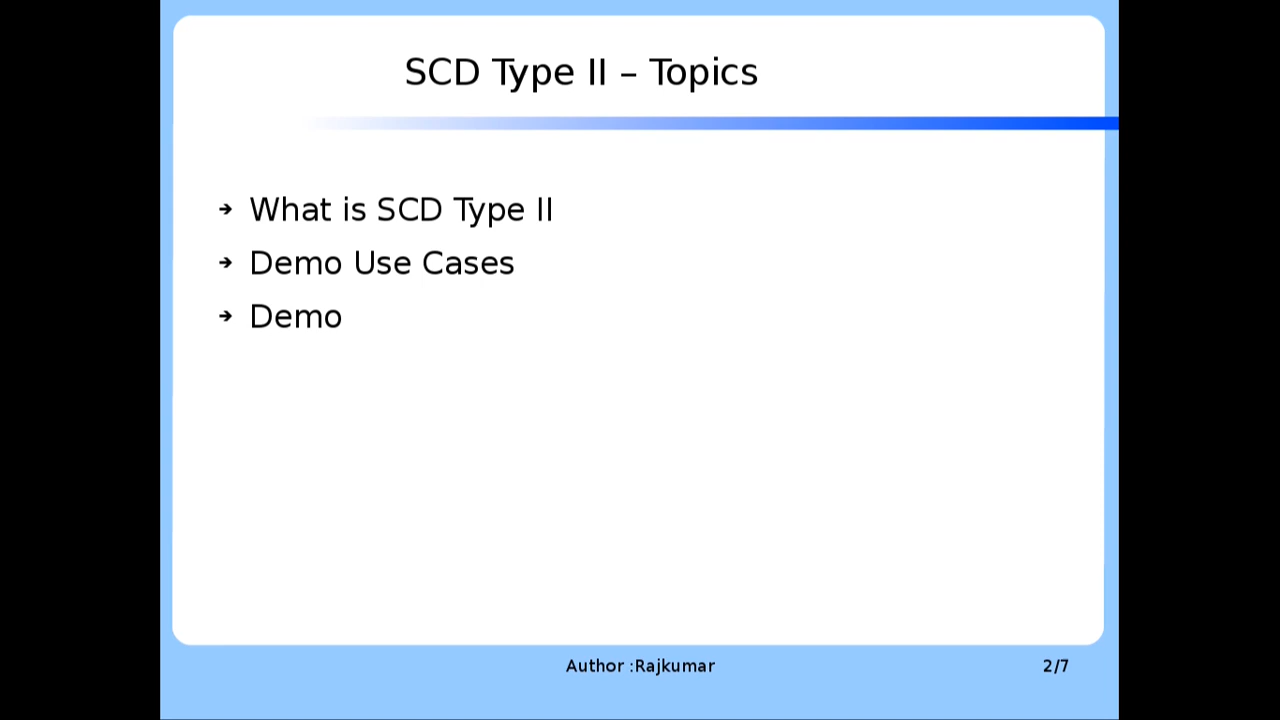 SCD Type II – Topics
What is SCD Type II
Demo Use Cases
Demo
Author :Rajkumar
2/7